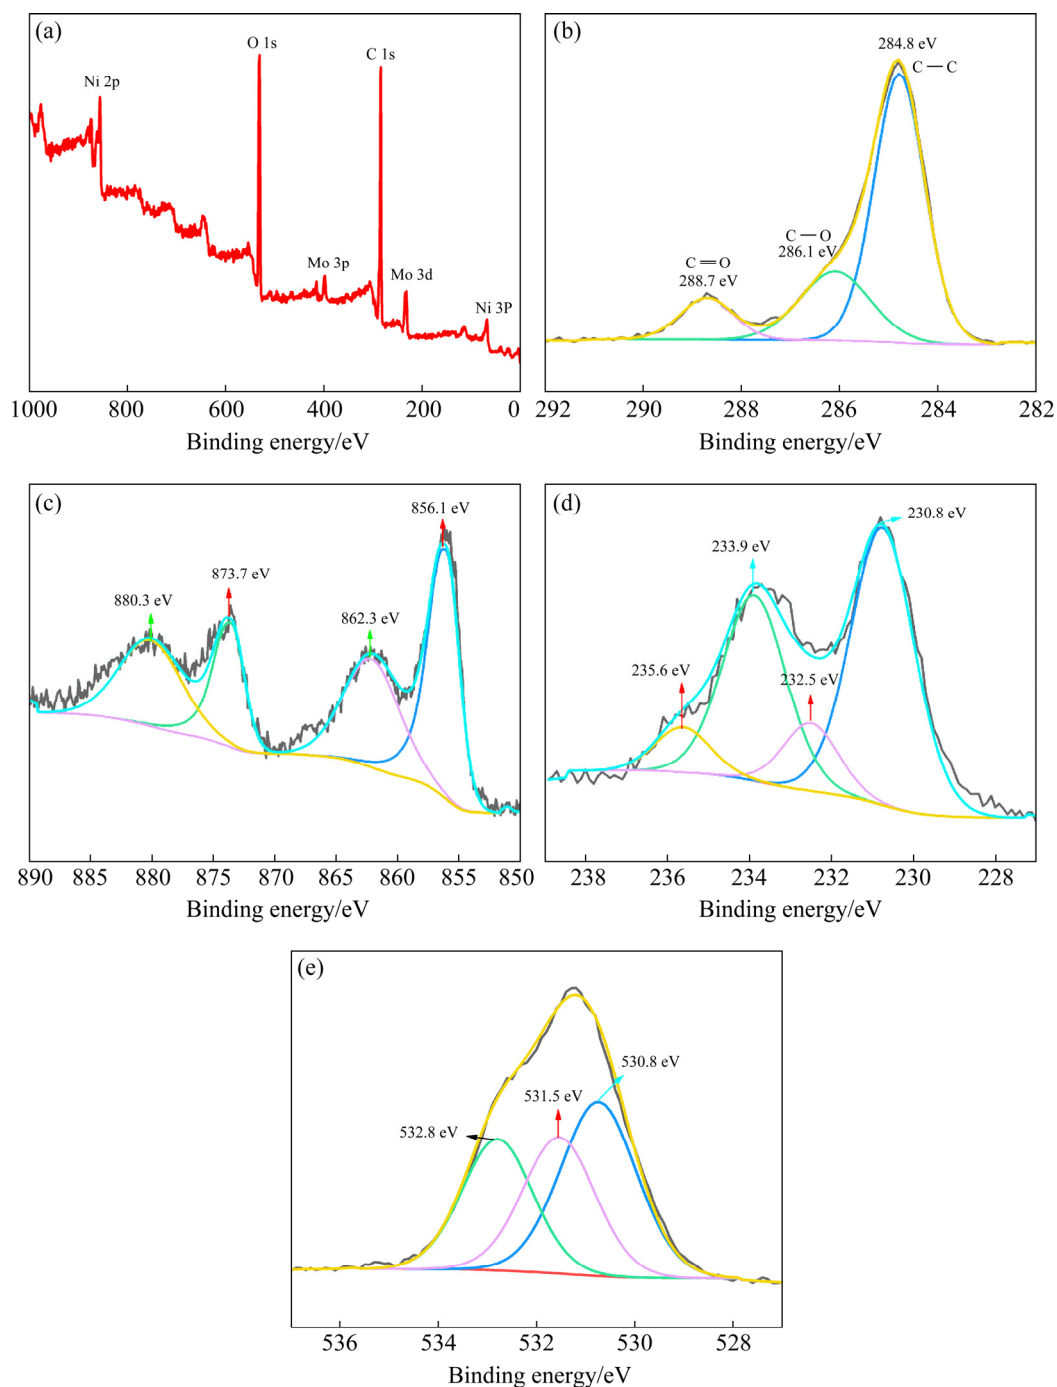 (a)
O 1s
C 1s
Ni 2p
Mo 3p
Mo 3d
Ni 3P
1000 800 600 400 200 0
Binding energy/eV
(b)
284.8 eV
C — C
C — O
286.1 eV
C═O
288.7 eV
292 290 288 286 284 282
Binding energy/eV
(c)
856.1 eV
873.7 eV
880.3 eV
862.3 eV
890 885 880 875 870 865 860 855 850
Binding energy/eV
(d)
230.8 eV
233.9 eV
235.6 eV
232.5 eV
238 236 234 232 230 228
Binding energy/eV
(e)
530.8 eV
531.5 eV
532.8 eV
536 534 532 530 528
Binding energy/eV